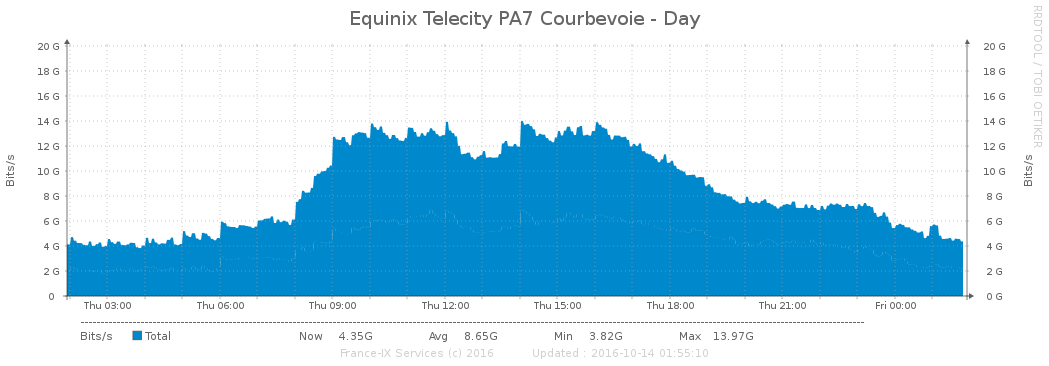 Equinix Telecity PA7 Courbevoie - Day
RRDTOOL / TOBI OETIKER
Bits/s
Bits/s
20 G 20 G
18 G 18 G
16 G 16 G
14 G 14 G
12 G 12 G
10 G 10 G
8 G 8 G
6 G 6 G
4 G 4 G
2 G 2 G
0 0 G
Thu 03:00 Thu 06:00 Thu 09:00 Thu 12:00 Thu 15:00 Thu 18:00 Thu 21:00 Fri 00:00
Bits/s Total Now 4.35G Avg 8.65G Min 3.82G Max 13.97G
France-IX Services (c) 2016 Updated : 2016-10-14 01:55:10